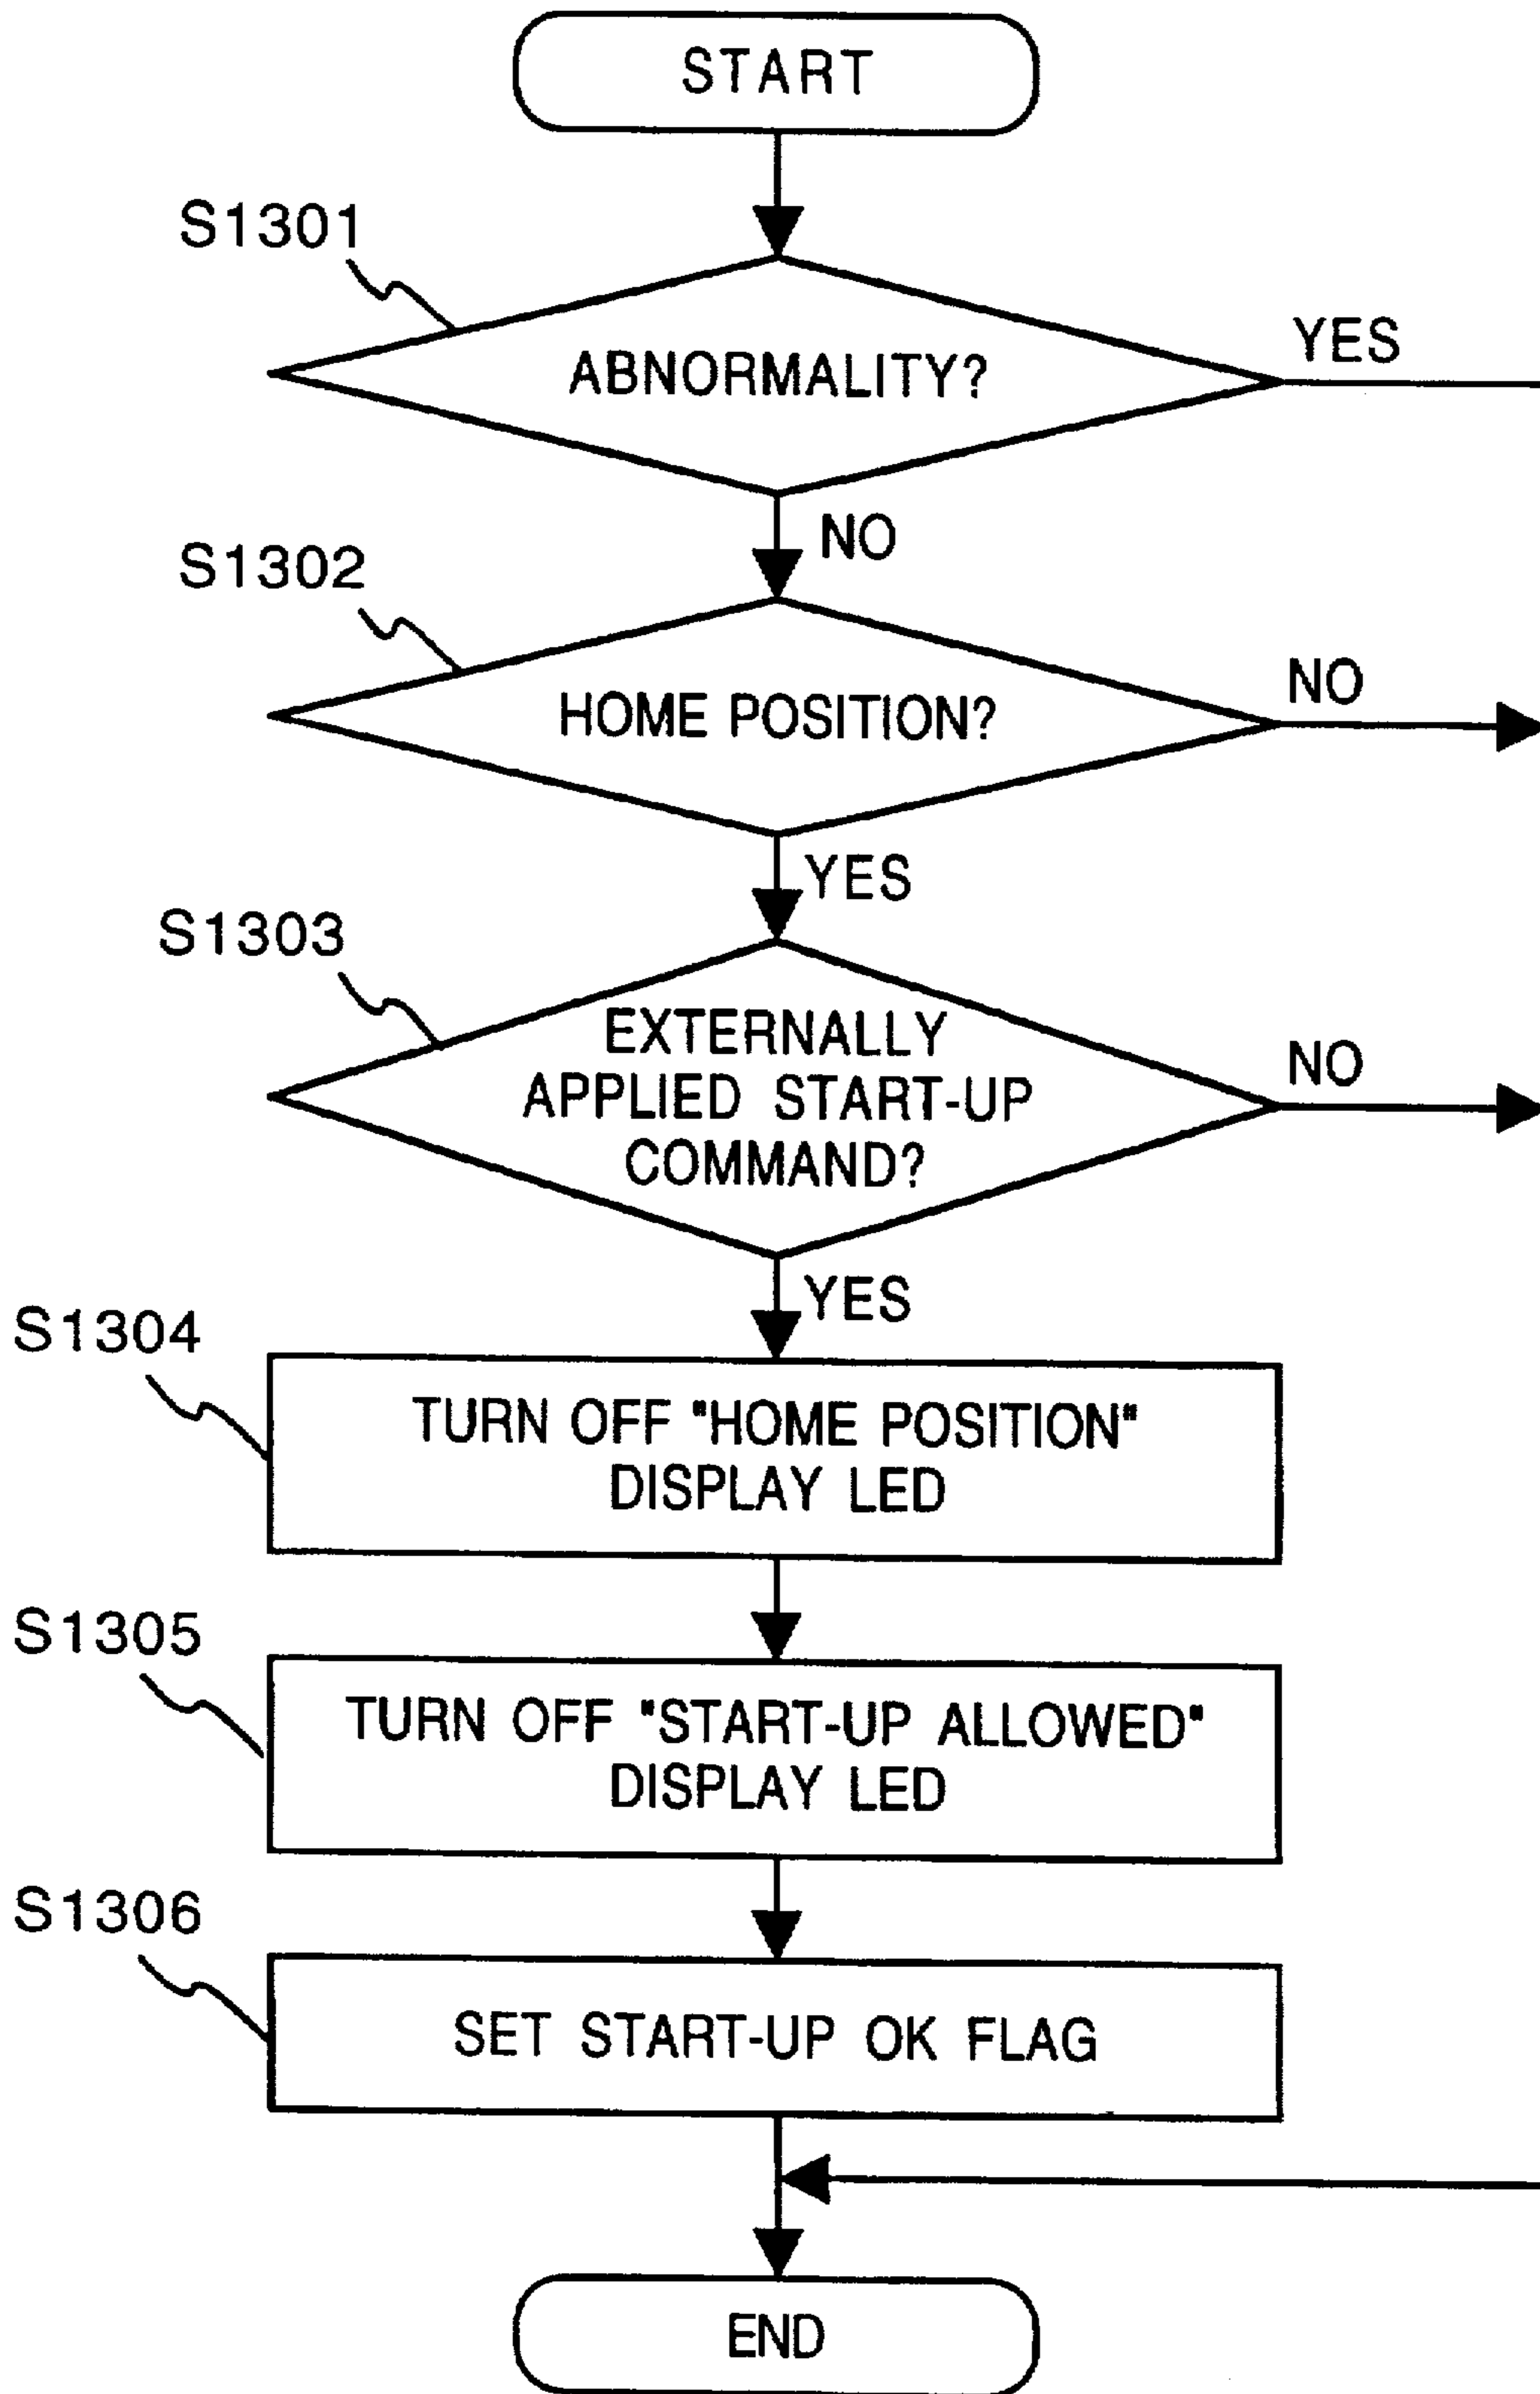 START
S1301
ABNORMALITY?
YES
NO
S1302
HOME POSITION?
NO
YES
S1303
EXTERNALLY
APPLIED START-UP
COMMAND?
NO
YES
S1304
TURN OFF "HOME POSITION"
DISPLAY LED
S1305
TURN OFF "START-UP ALLOWED"
DISPLAY LED
S1306
SET START-UP OK FLAG
END